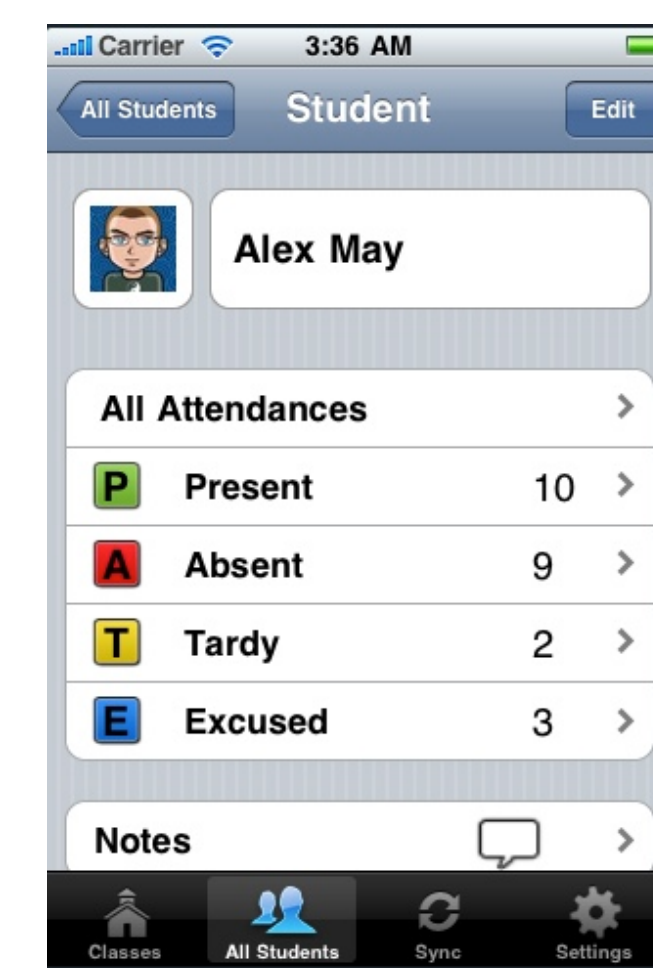 Carrier 3:36 AM
All Students Student Edit
Alex May
All Attendances
P Present 10
A Absent 9
T Tardy 2
E Excused 3
Notes
Classes All Students Sync Settings